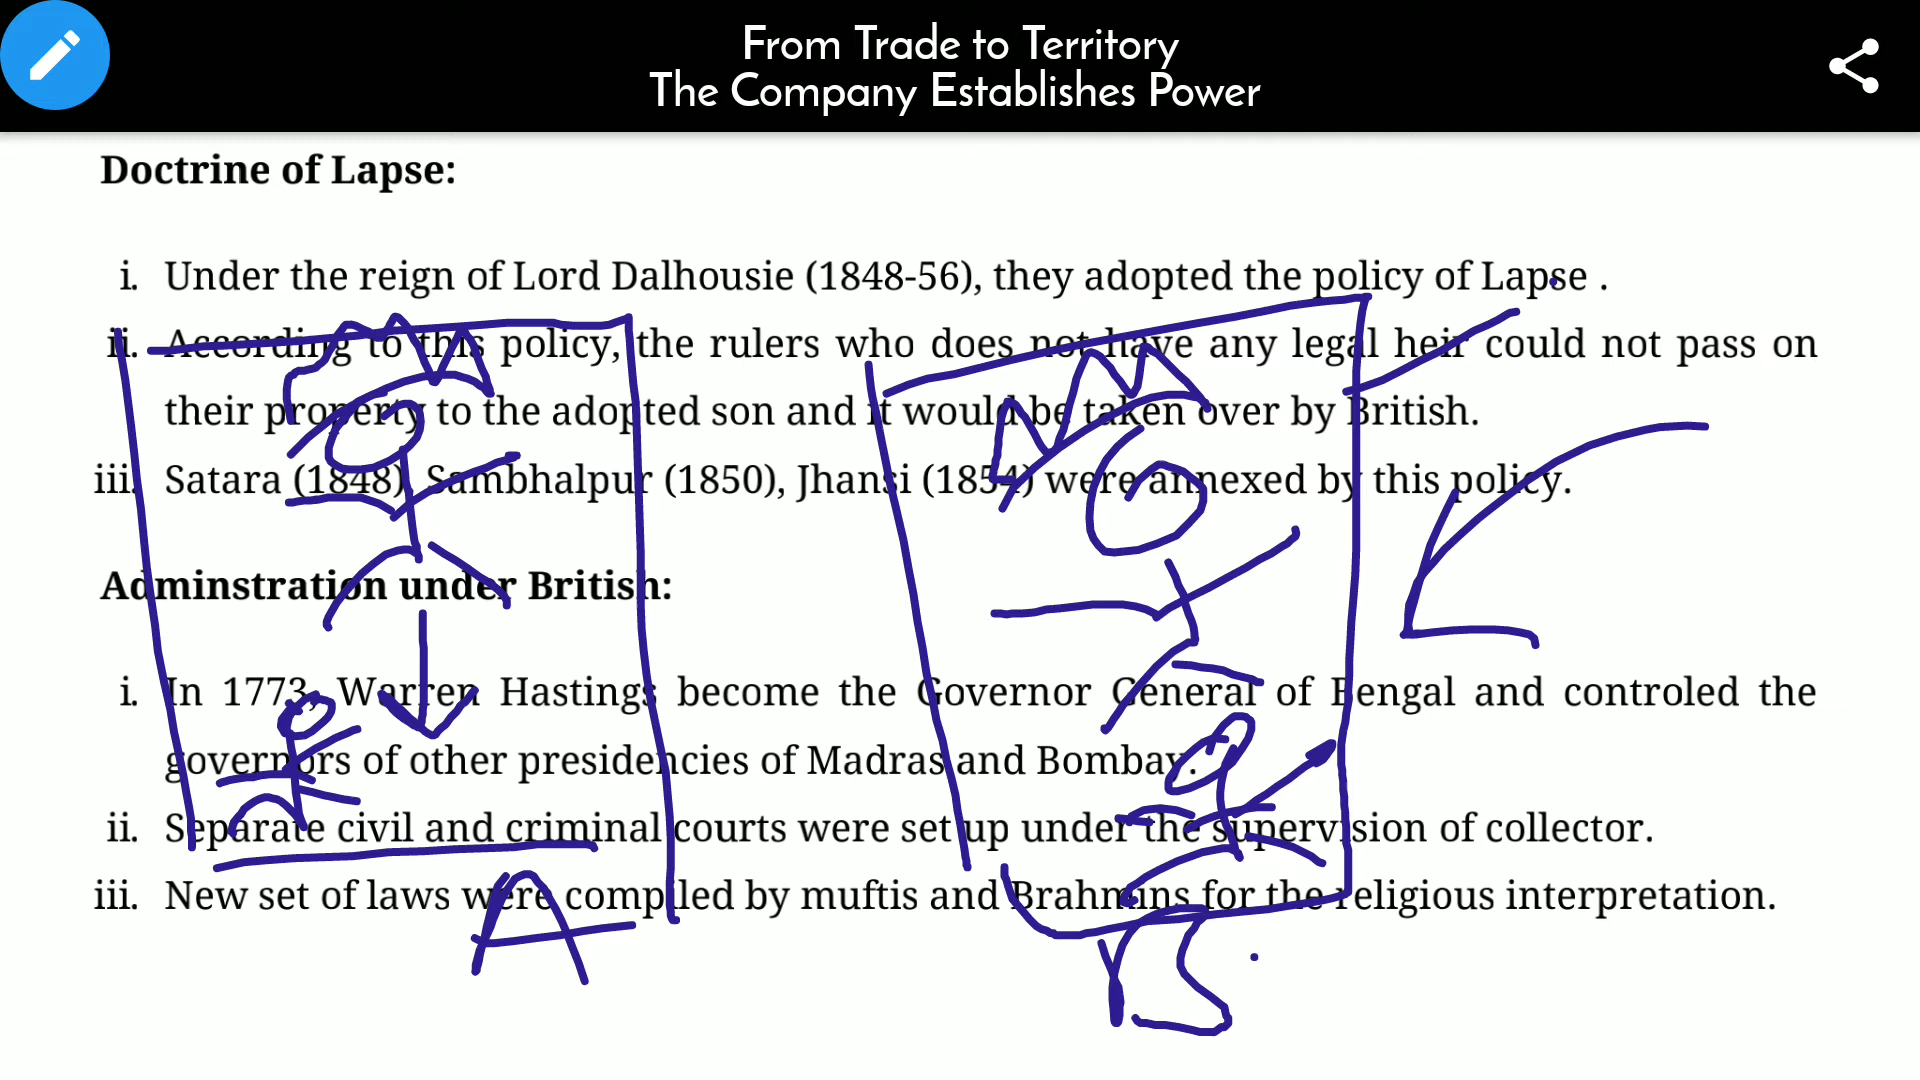 From Trade to Territory
The Company Establishes Power
Doctrine of Lapse:
i. Under the reign of Lord Dalhousie (1848-56), they adopted the policy of Lapse .
ii. According to this policy, the rulers who does not have any legal heir could not pass on
their property to the adopted son and it would be taken over by British.
iii. Satara (1848), Sambhalpur (1850), Jhansi (1854) were annexed by this policy.
Adminstration under British:
i. In 1773, Warren Hastings become the Governor General of Bengal and controled the
governors of other presidencies of Madras and Bombay.
ii. Separate civil and criminal courts were set up under the supervision of collector.
iii. New set of laws were compiled by muftis and Brahmins for the religious interpretation.
A